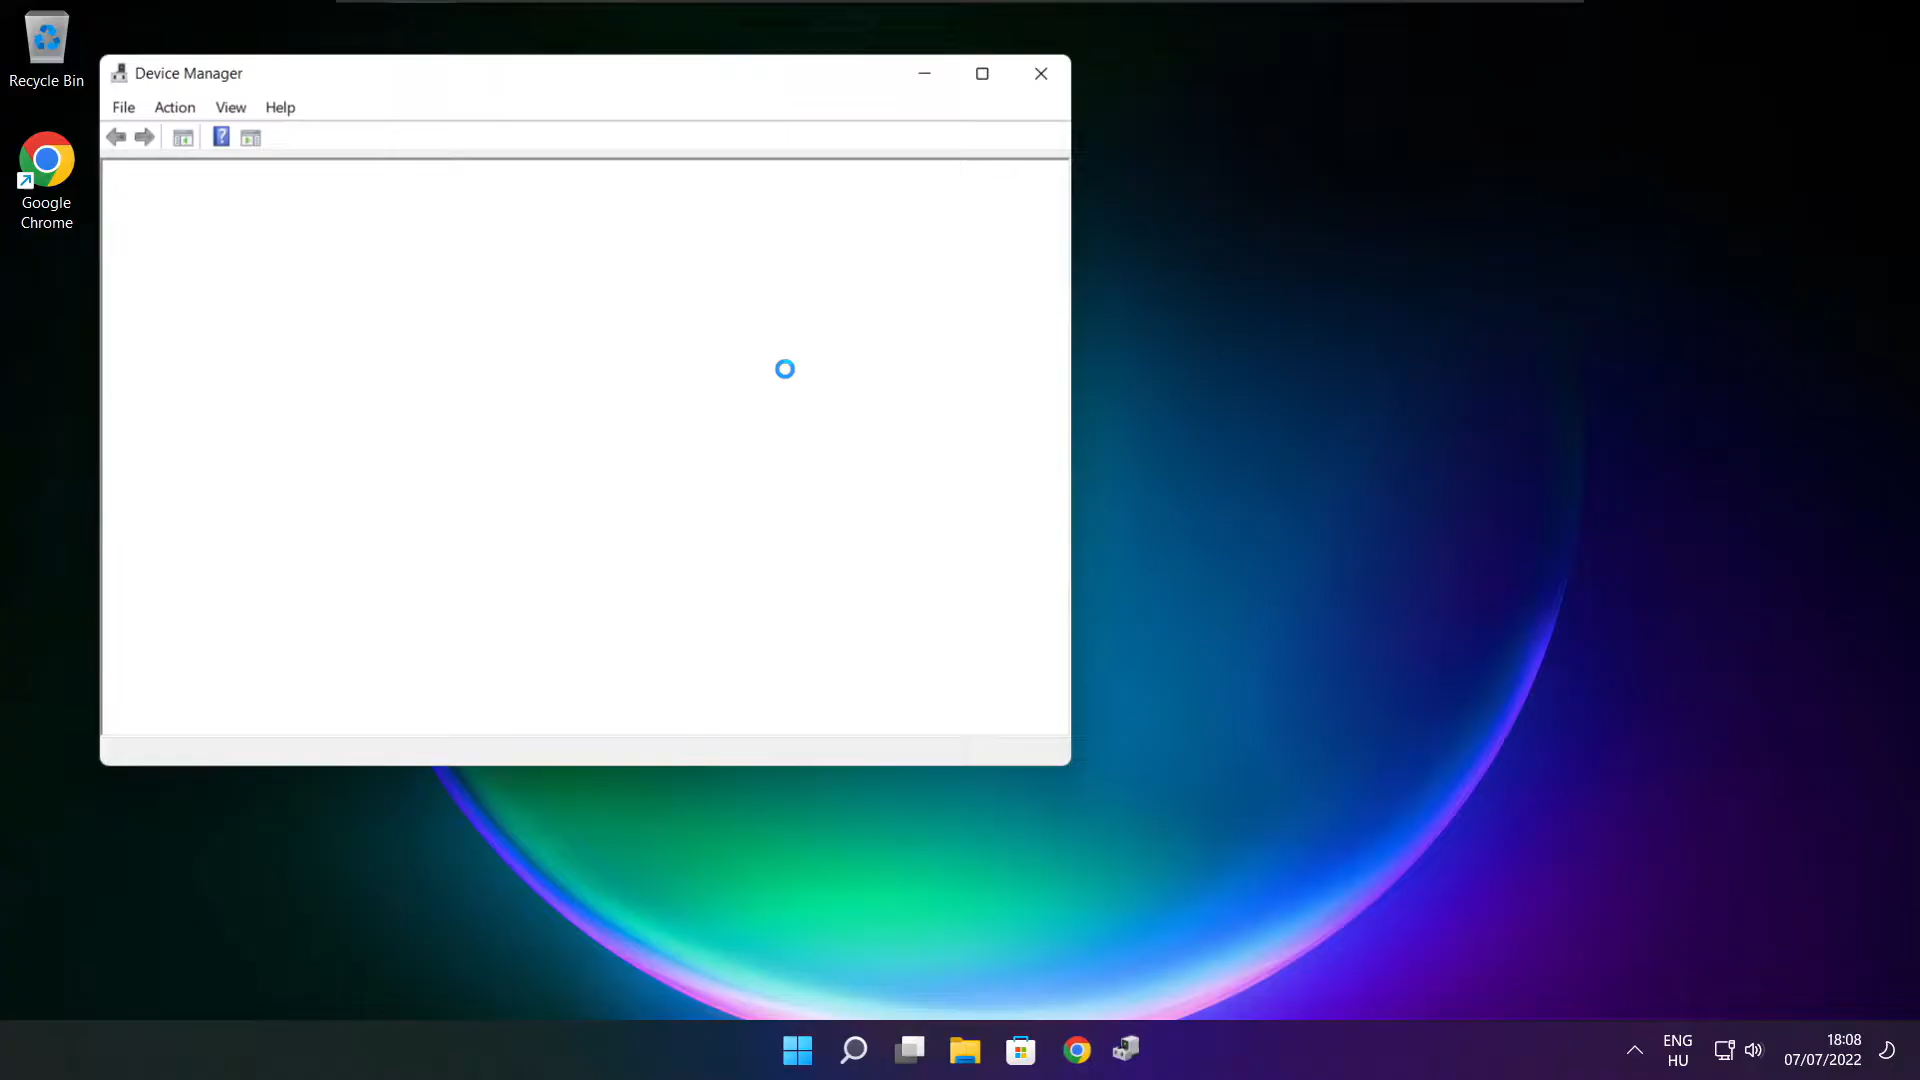 Recycle Bin
Google
Chrome
Device Manager
File Action View Help
?
ENG
HU
18:08
07/07/2022